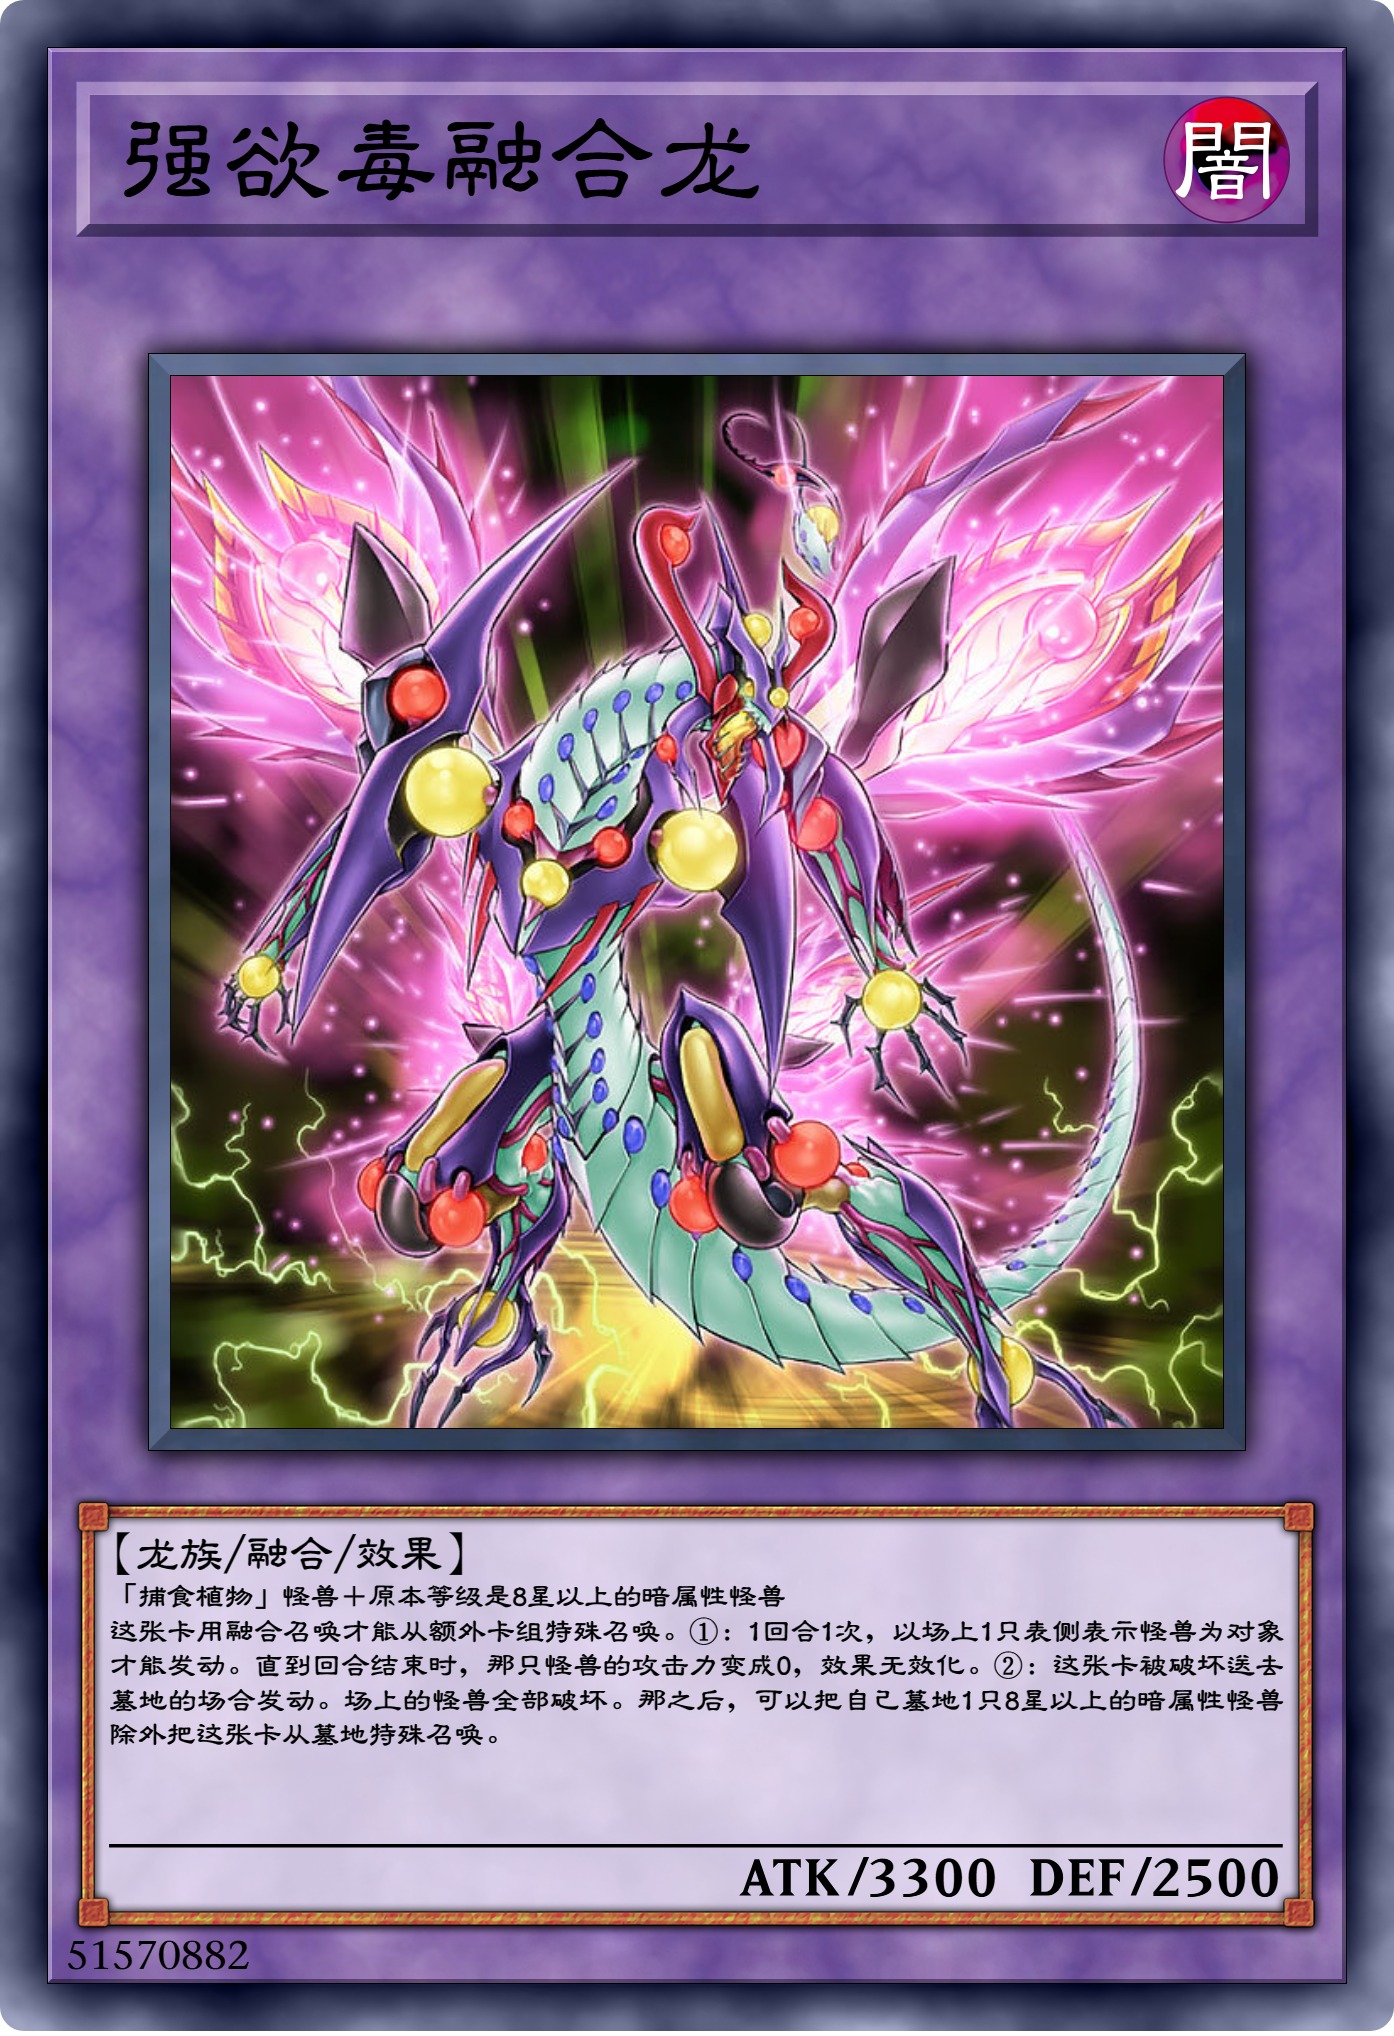 强欲毒融合龙
闇
【龙族/融合/效果】
「捕食植物」怪兽＋原本等级是8星以上的暗属性怪兽
这张卡用融合召唤才能从额外卡组特殊召唤。①：1回合1次，以场上1只表侧表示怪兽为对象
才能发动。直到回合结束时，那只怪兽的攻击力变成0，效果无效化。②：这张卡被破坏送去
墓地的场合发动。场上的怪兽全部破坏。那之后，可以把自己墓地1只8星以上的暗属性怪兽
除外把这张卡从墓地特殊召唤。
ATK/3300 DEF/2500
51570882